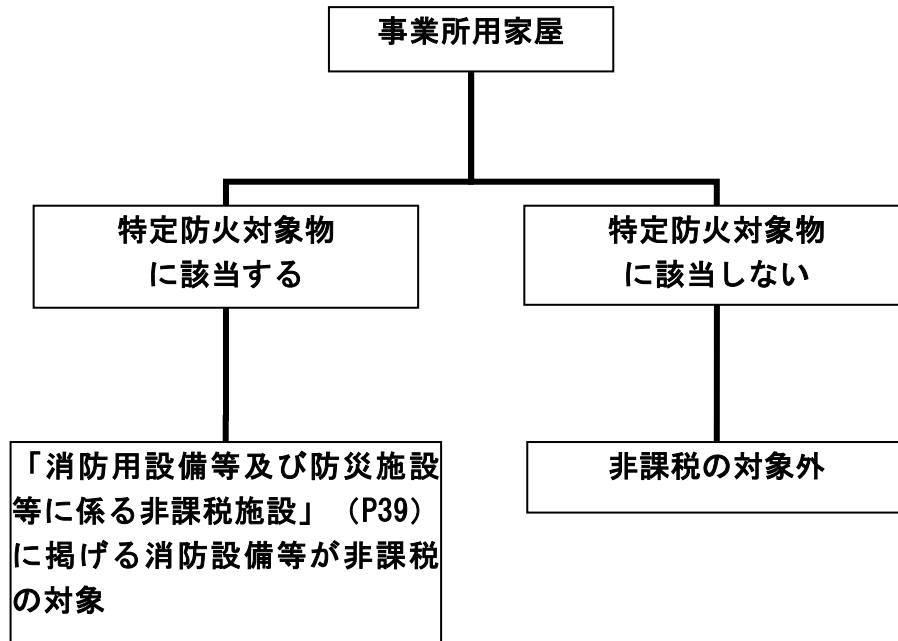 事業所用家屋
特定防火対象物
に該当する
特定防火対象物
に該当しない
「消防用設備等及び防災施設
等に係る非課税施設」（P39）
に掲げる消防設備等が非課税
の対象
非課税の対象外